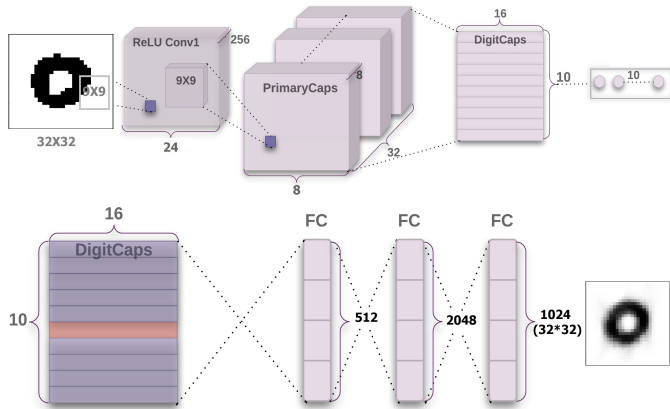 16
ReLU Conv1
256
DigitCaps
9X9
9X9
8
PrimaryCaps
10
10
32X32
24
32
8
16
FC
FC
FC
DigitCaps
10
512
2048
1024
(32*32)